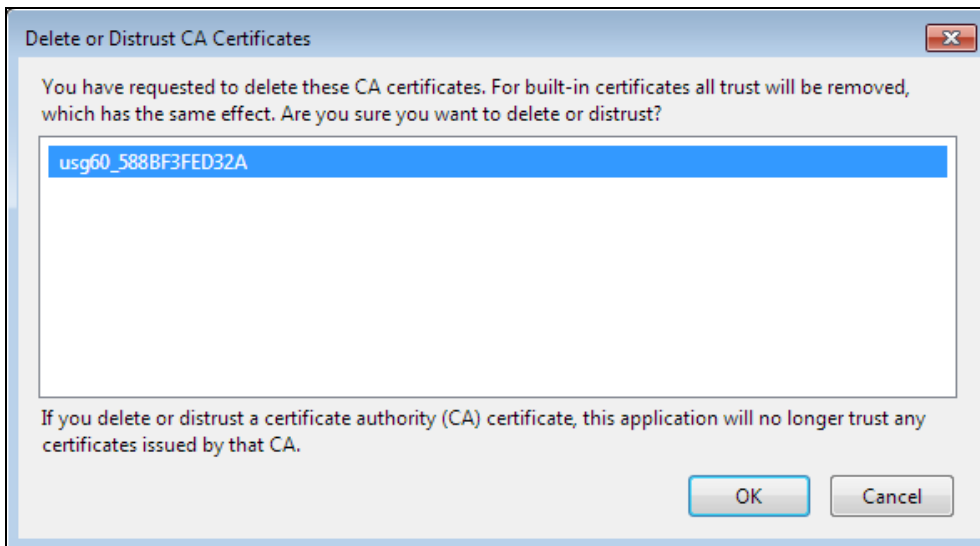 Delete or Distrust CA Certificates
You have requested to delete these CA certificates. For built-in certificates all trust will be removed,
which has the same effect. Are you sure you want to delete or distrust?
usg60_588BF3FED32A
If you delete or distrust a certificate authority (CA) certificate, this application will no longer trust any
certificates issued by that CA.
OK
Cancel